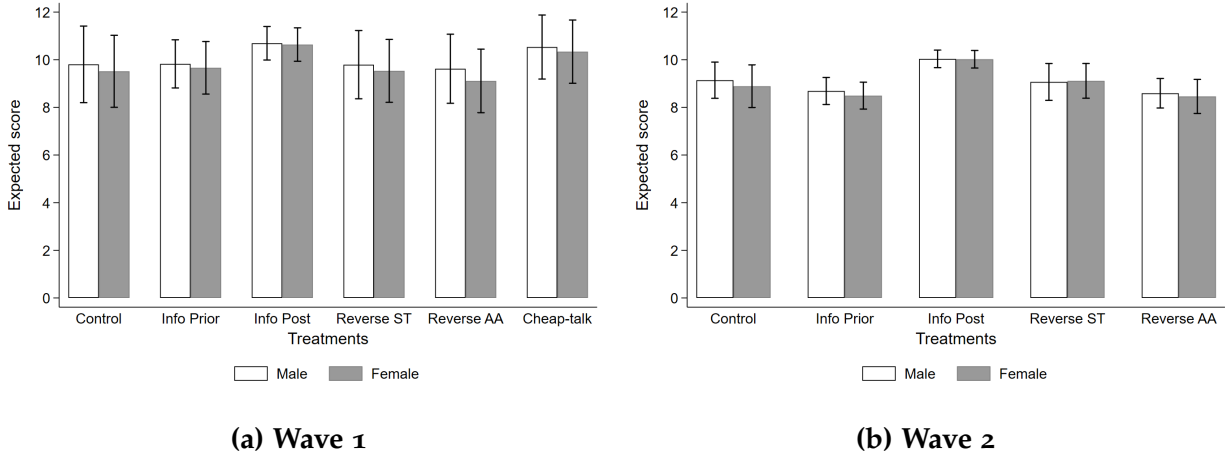 12
10
8
6
4
2
0
Expected score
Control Info Prior Info Post Reverse ST Reverse AA Cheap-talk
Treatments
Male Female
(a) Wave 1
12
10
8
6
4
2
0
Expected score
Control Info Prior Info Post Reverse ST Reverse AA
Treatments
Male Female
(b) Wave 2